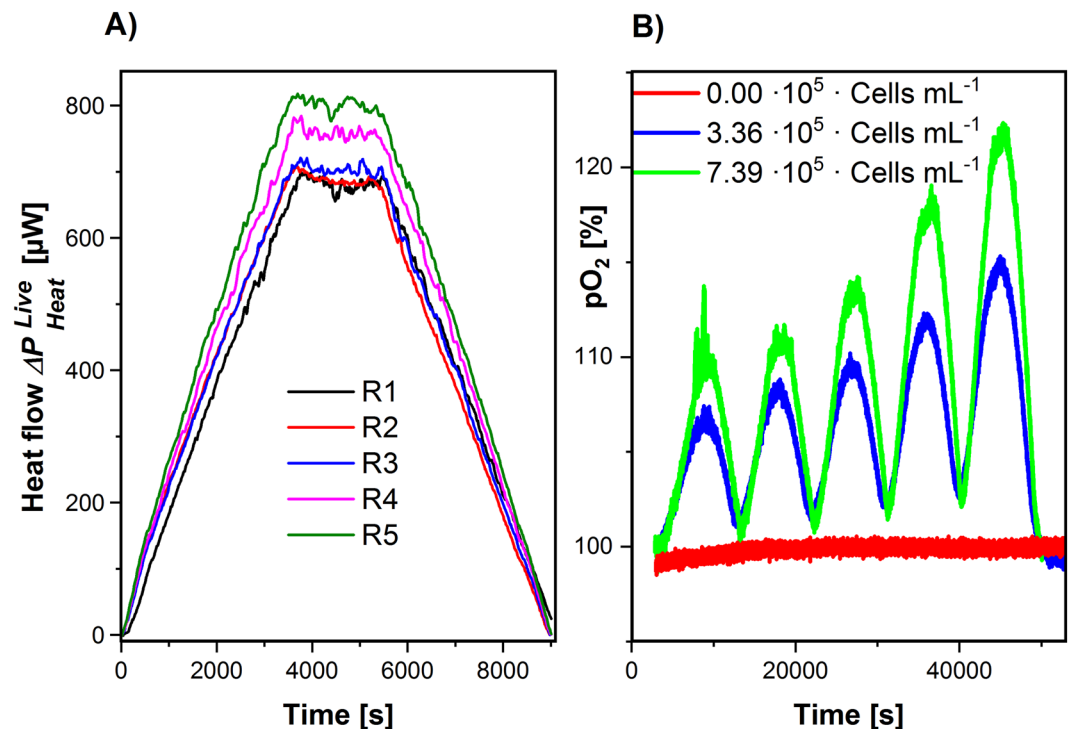 A)
Heat flow ΔP Live Heat [µW]
800
600
400
200
0
R1
R2
R3
R4
R5
0 2000 4000 6000 8000
Time [s]
B)
pO₂ [%]
0.00 ·10⁵ · Cells mL⁻¹
3.36 ·10⁵ · Cells mL⁻¹
7.39 ·10⁵ · Cells mL⁻¹
120
110
100
0 20000 40000
Time [s]